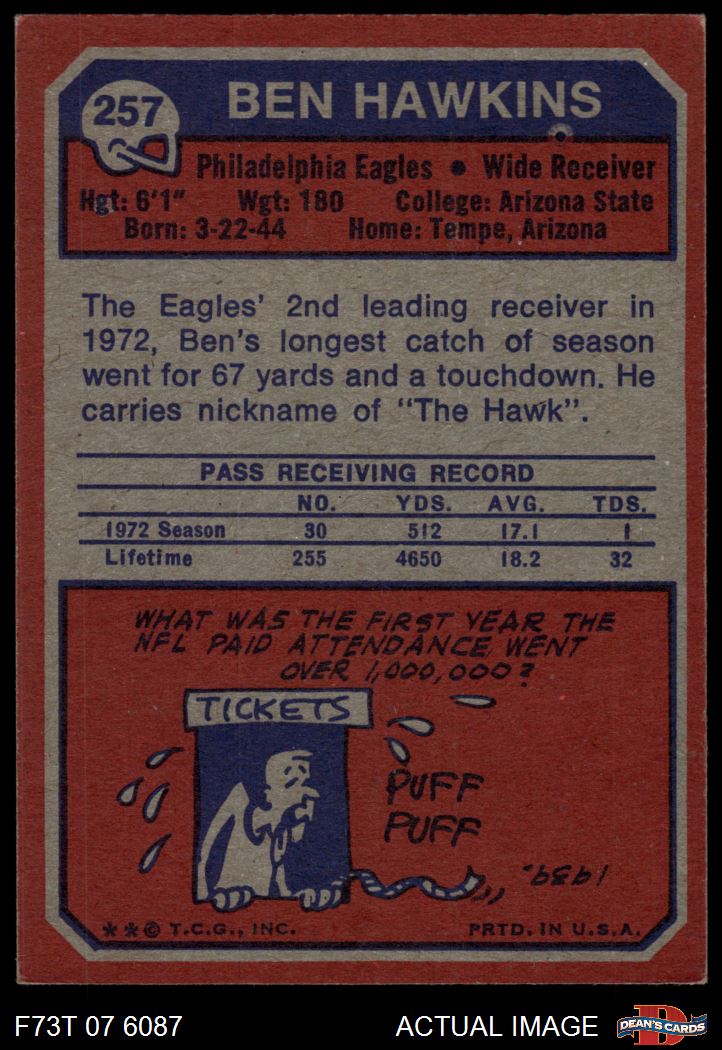 257
BEN HAWKINS
Philadelphia Eagles • Wide Receiver
Hgt: 6'1" Wgt: 180 College: Arizona State
Born: 3-22-44 Home: Tempe, Arizona
The Eagles' 2nd leading receiver in
1972, Ben's longest catch of season
went for 67 yards and a touchdown. He
carries nickname of "The Hawk".
PASS RECEIVING RECORD
NO. YDS. AVG. TDS.
1972 Season 30 512 17.1 1
Lifetime 255 4650 18.2 32
WHAT WAS THE FIRST YEAR THE
NFL PAID ATTENDANCE WENT
OVER 1,000,000?
TICKETS
PUFF
PUFF
1939.
* * © T.C.G., INC. PRTD. IN U.S.A.
F73T 07 6087 ACTUAL IMAGE
D
DEAN'S CARDS